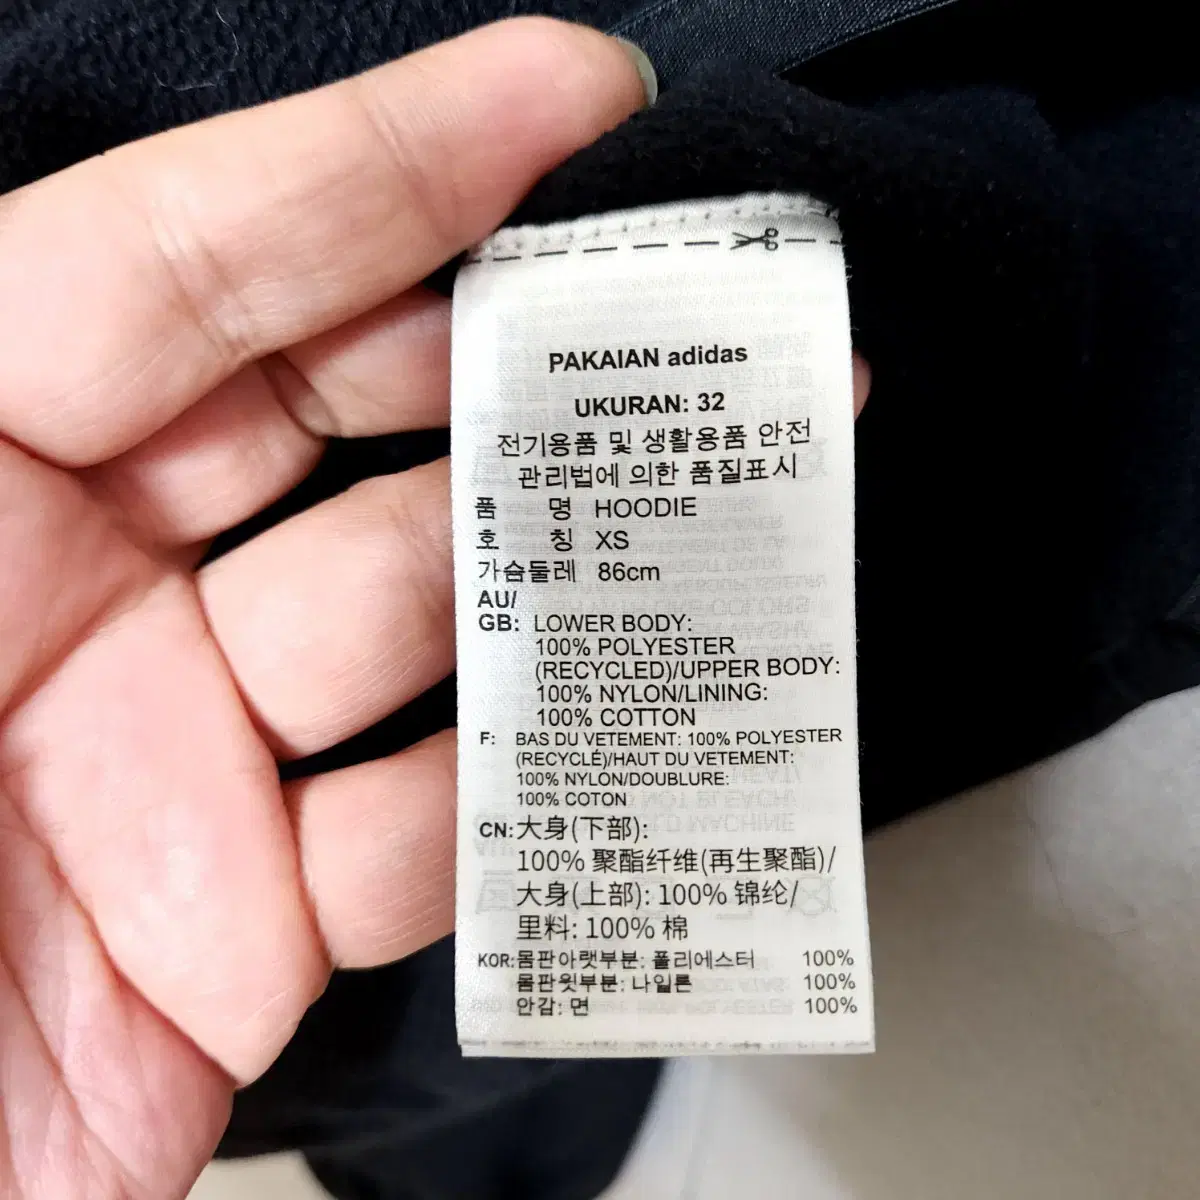 PAKAIAN adidas
UKURAN: 32
전기용품 및 생활용품 안전
관리법에 의한 품질표시
품 명 HOODIE
호 칭 XS
가슴둘레 86cm
AU/
GB: LOWER BODY:
100% POLYESTER
(RECYCLED)/UPPER BODY:
100% NYLON/LINING:
100% COTTON
F: BAS DU VETEMENT: 100% POLYESTER
(RECYCLÉ)/HAUT DU VETEMENT:
100% NYLON/DOUBLURE:
100% COTON
CN: 大身(下部):
100% 聚酯纤维(再生聚酯)/
大身(上部): 100% 锦纶/
里料: 100% 棉
KOR: 몸판아랫부분: 폴리에스터 100%
몸판윗부분: 나일론 100%
안감: 면 100%